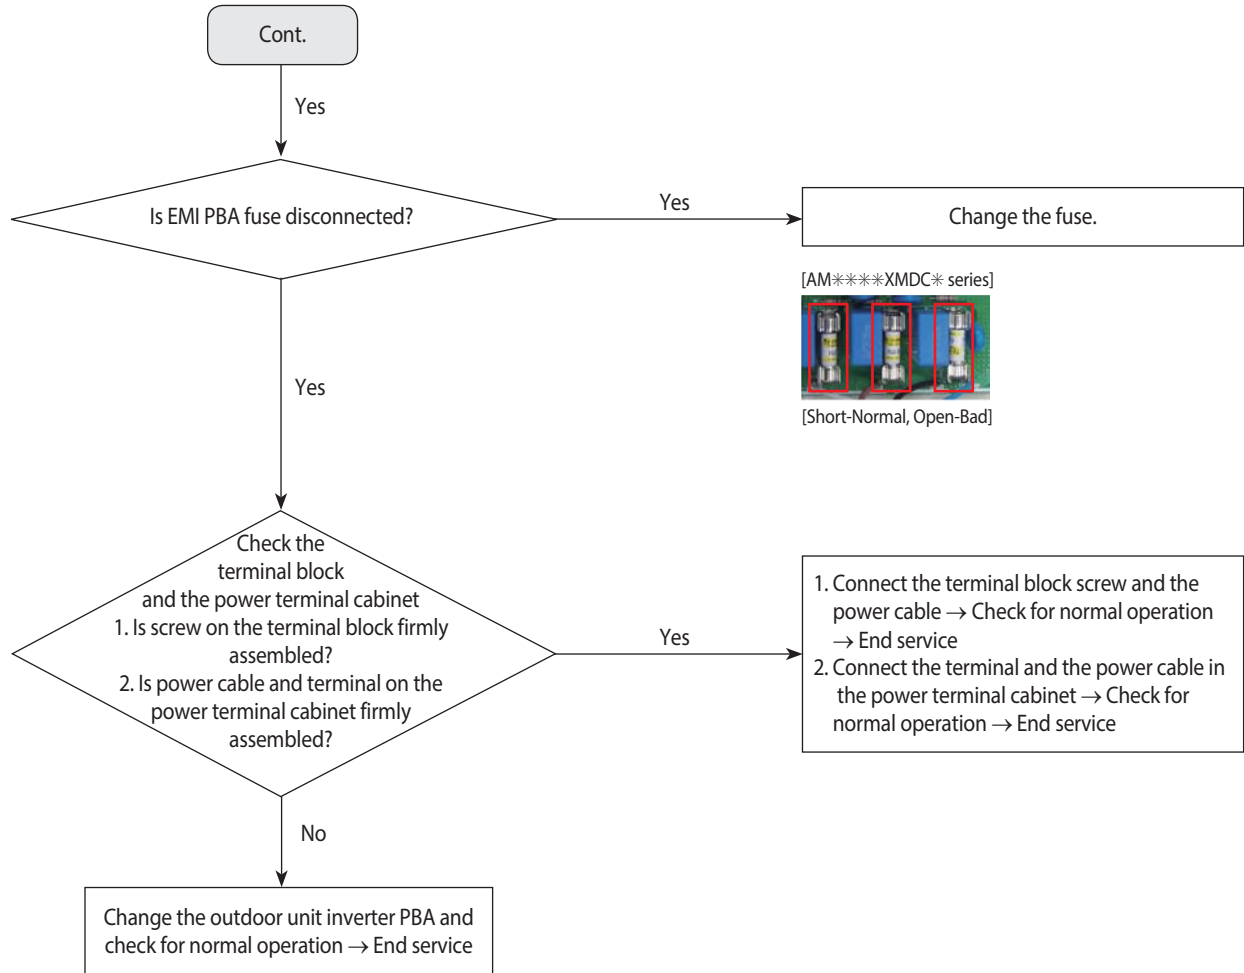 Cont.
Yes
Is EMI PBA fuse disconnected?
Yes
Change the fuse.
[AM✳✳✳✳XMDC✳ series]
[Short-Normal, Open-Bad]
Yes
Check the
terminal block
and the power terminal cabinet
1. Is screw on the terminal block firmly
assembled?
2. Is power cable and terminal on the
power terminal cabinet firmly
assembled?
Yes
1. Connect the terminal block screw and the
power cable → Check for normal operation
→ End service
2. Connect the terminal and the power cable in
the power terminal cabinet → Check for
normal operation → End service
No
Change the outdoor unit inverter PBA and
check for normal operation → End service